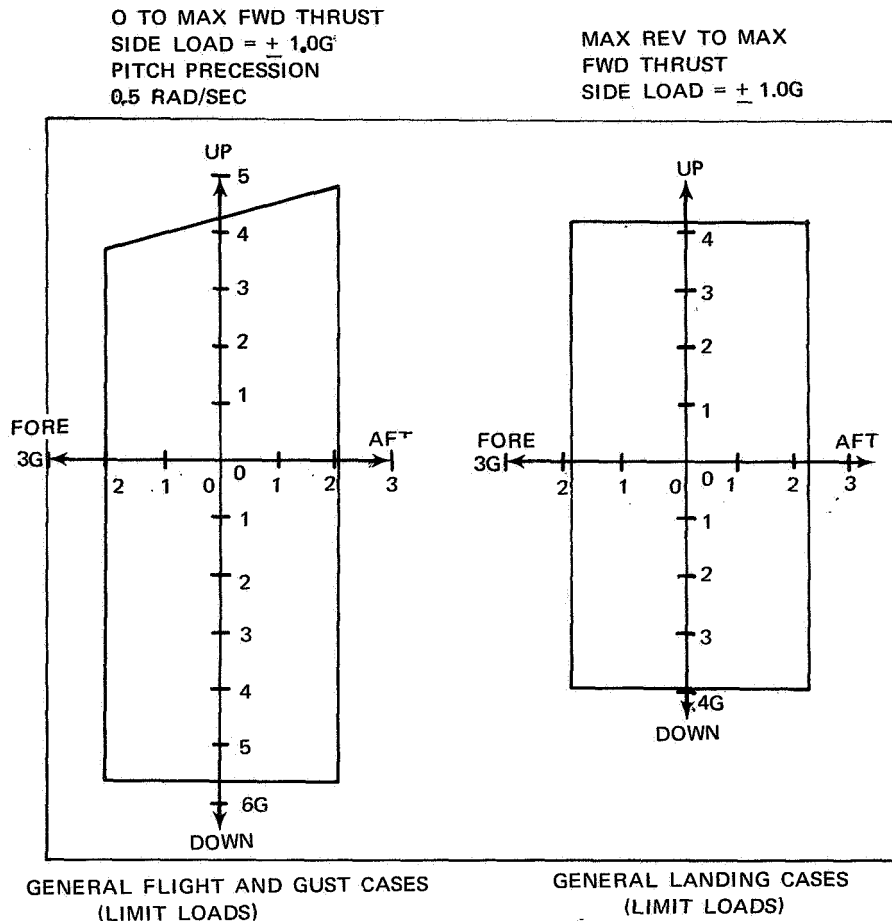 O TO MAX FWD THRUST
SIDE LOAD = ± 1.0G
PITCH PRECESSION
0.5 RAD/SEC
MAX REV TO MAX
FWD THRUST
SIDE LOAD = ± 1.0G
UP
5
4
3
2
1
FORE
AFT
3G
2
1
0
0
1
2
3
1
2
3
4
5
6G
DOWN
UP
4
3
2
1
FORE
AFT
3G
2
1
0
0
1
2
3
1
2
3
4G
DOWN
GENERAL FLIGHT AND GUST CASES
(LIMIT LOADS)
GENERAL LANDING CASES
(LIMIT LOADS)